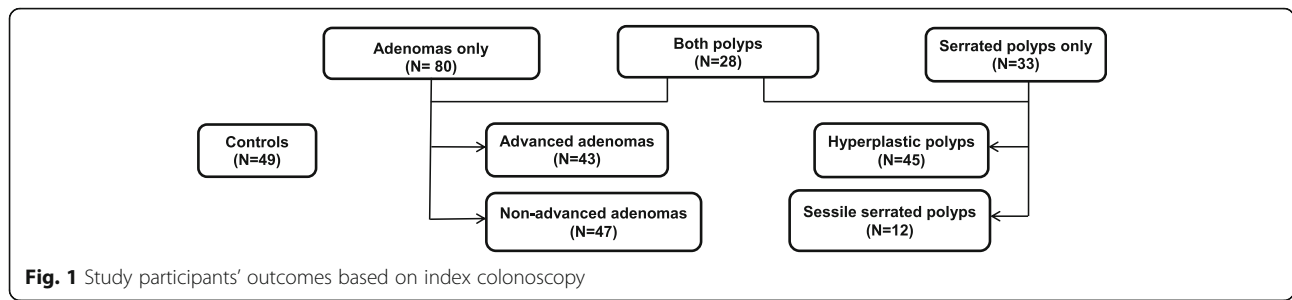 Adenomas only
(N= 80)
Both polyps
(N=28)
Serrated polyps only
(N=33)
Controls
(N=49)
Advanced adenomas
(N=43)
Hyperplastic polyps
(N=45)
Non-advanced adenomas
(N=47)
Sessile serrated polyps
(N=12)
Fig. 1 Study participants' outcomes based on index colonoscopy